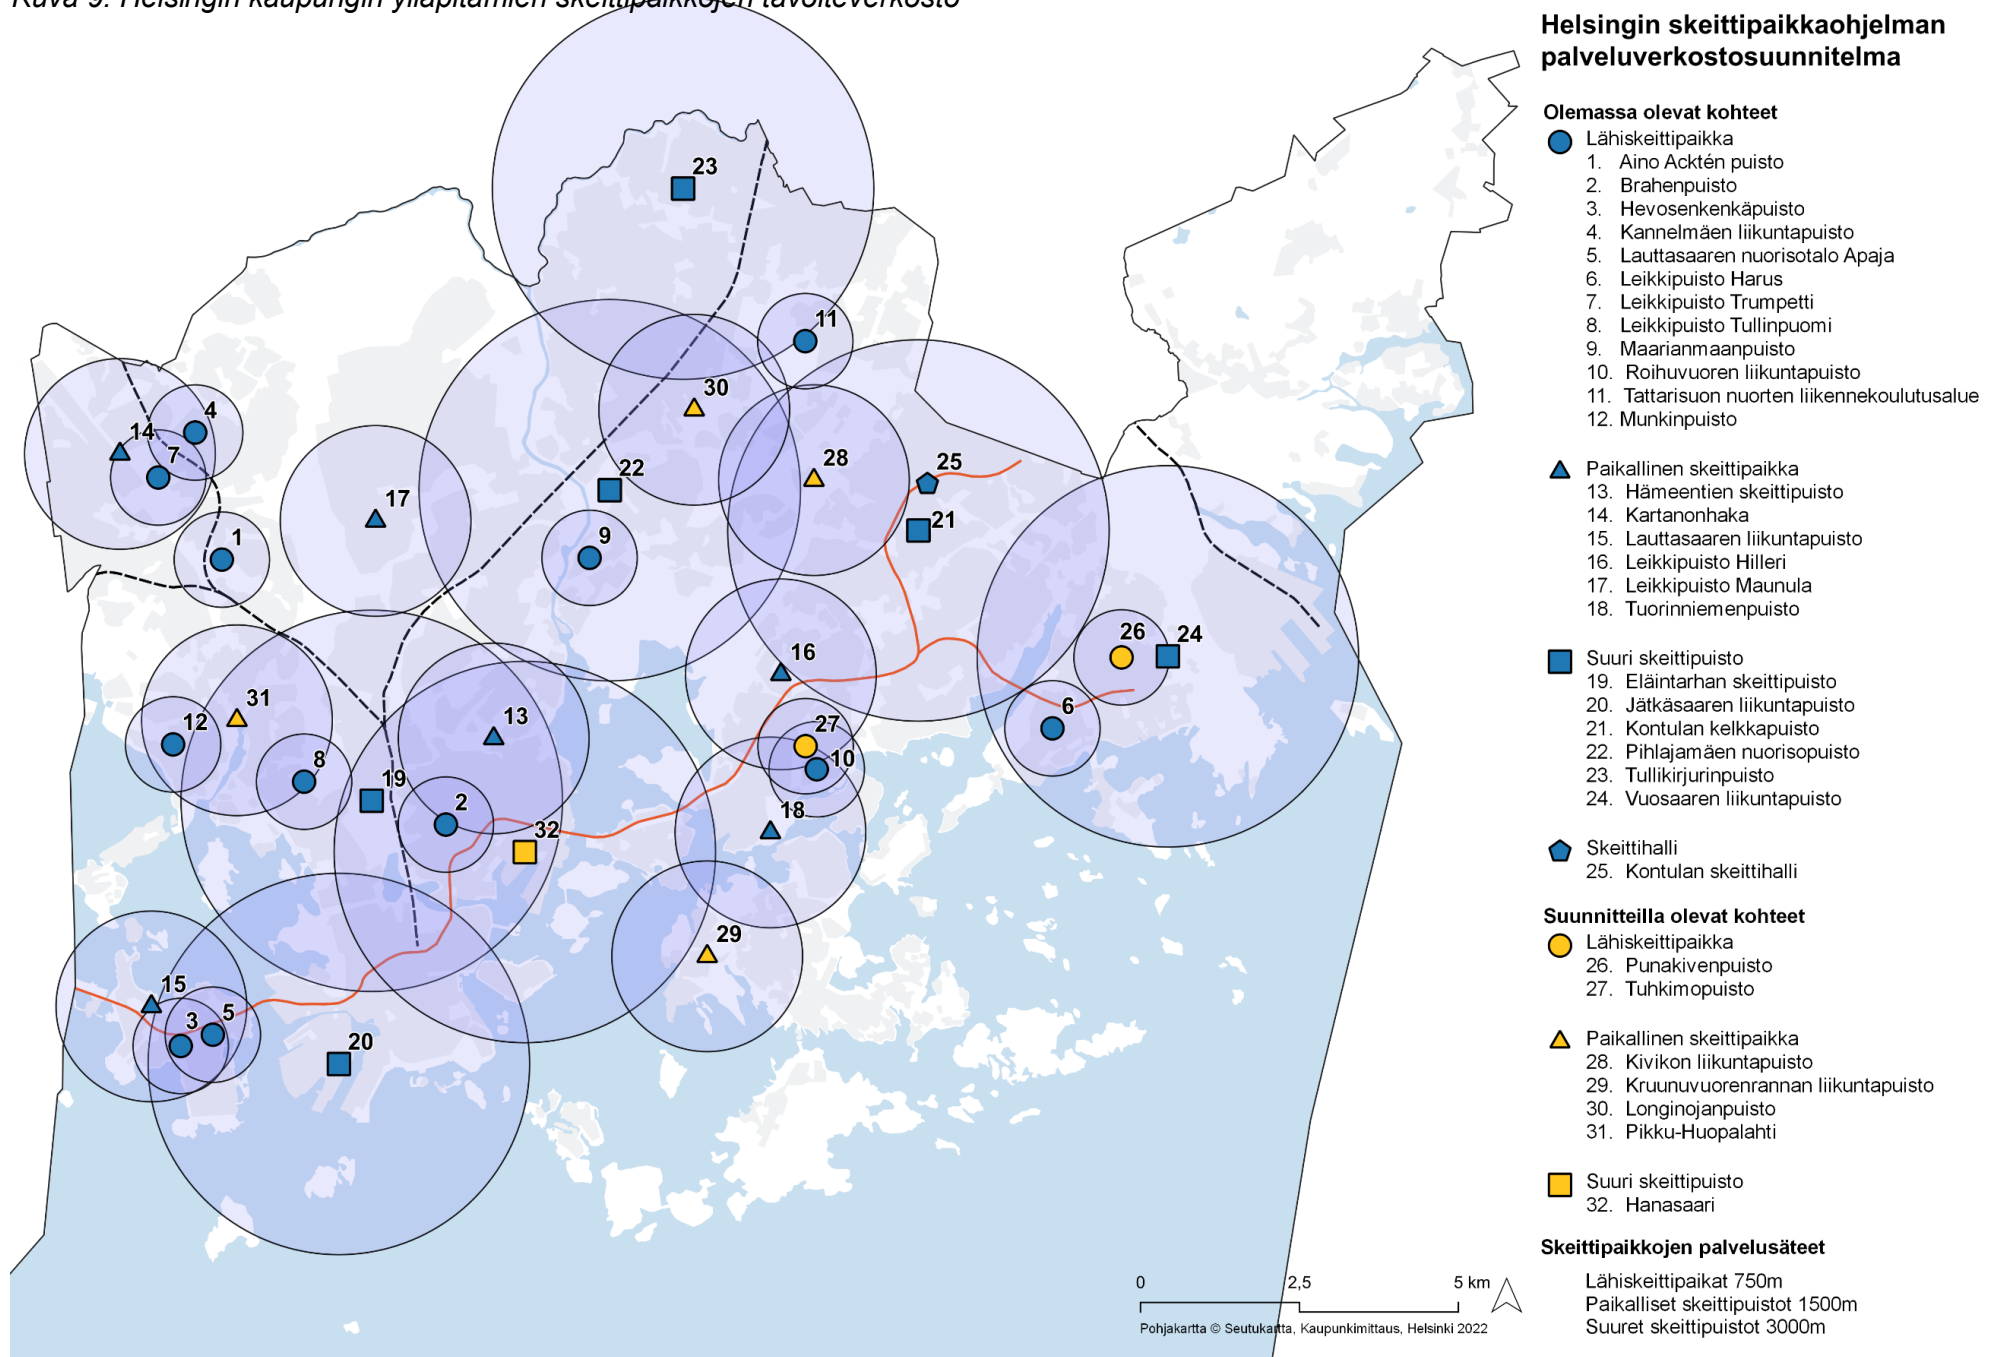 Kuva 9. Helsingin kaupungin ylläpitämien skeittipaikkojen tavoiteverkosto
Helsingin skeittipaikkaohjelman
palveluverkostosuunnitelma
Olemassa olevat kohteet
Lähiskeittipaikka
1. Aino Acktén puisto
2. Brahenpuisto
3. Hevosenkenkäpuisto
4. Kannelmäen liikuntapuisto
5. Lauttasaaren nuorisotalo Apaja
6. Leikkipuisto Harus
7. Leikkipuisto Trumpetti
8. Leikkipuisto Tullinpuomi
9. Maarianmaanpuisto
10. Roihuvuoren liikuntapuisto
11. Tattarisuon nuorten liikennekoulutusalue
12. Munkinpuisto
Paikallinen skeittipaikka
13. Hämeentien skeittipuisto
14. Kartanonhaka
15. Lauttasaaren liikuntapuisto
16. Leikkipuisto Hilleri
17. Leikkipuisto Maunula
18. Tuorinniemenpuisto
Suuri skeittipuisto
19. Eläintarhan skeittipuisto
20. Jätkäsaaren liikuntapuisto
21. Kontulan kelkkapuisto
22. Pihlajamäen nuorisopuisto
23. Tullikirjurinpuisto
24. Vuosaaren liikuntapuisto
Skeittihalli
25. Kontulan skeittihalli
Suunnitteilla olevat kohteet
Lähiskeittipaikka
26. Punakivenpuisto
27. Tuhkimopuisto
Paikallinen skeittipaikka
28. Kivikon liikuntapuisto
29. Kruunuvuorenrannan liikuntapuisto
30. Longinojanpuisto
31. Pikku-Huopalahti
Suuri skeittipuisto
32. Hanasaari
Skeittipaikkojen palvelusäteet
Lähiskeittipaikat 750m
Paikalliset skeittipuistot 1500m
Suuret skeittipuistot 3000m
23
11
30
4
14
7
28
25
22
17
21
1
9
26
24
16
31
6
12
13
27
8
10
19
2
18
32
29
15
5
3
20
0 2,5 5 km
Pohjakartta © Seutukartta, Kaupunkimittaus, Helsinki 2022